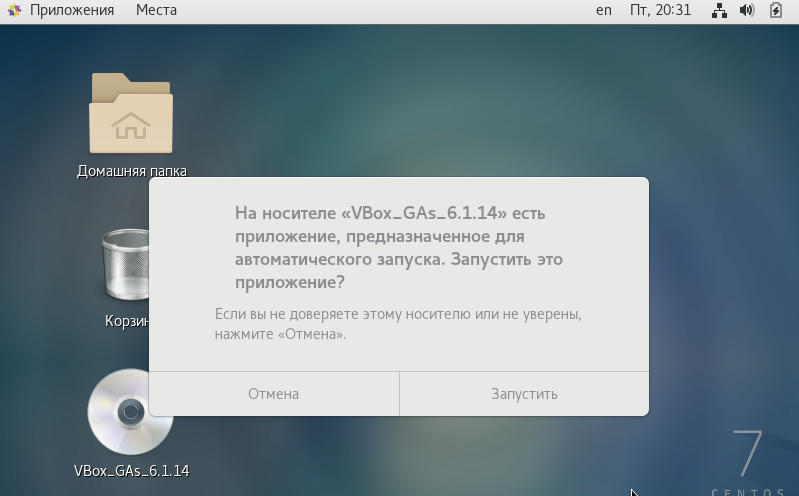 Приложения Места en Пт, 20:31
Домашняя папка
На носителе «VBox_GAs_6.1.14» есть
приложение, предназначенное для
автоматического запуска. Запустить это
приложение?
Если вы не доверяете этому носителю или не уверены,
нажмите «Отмена».
Отмена Запустить
VBox_GAs_6.1.14
7
CENTOS